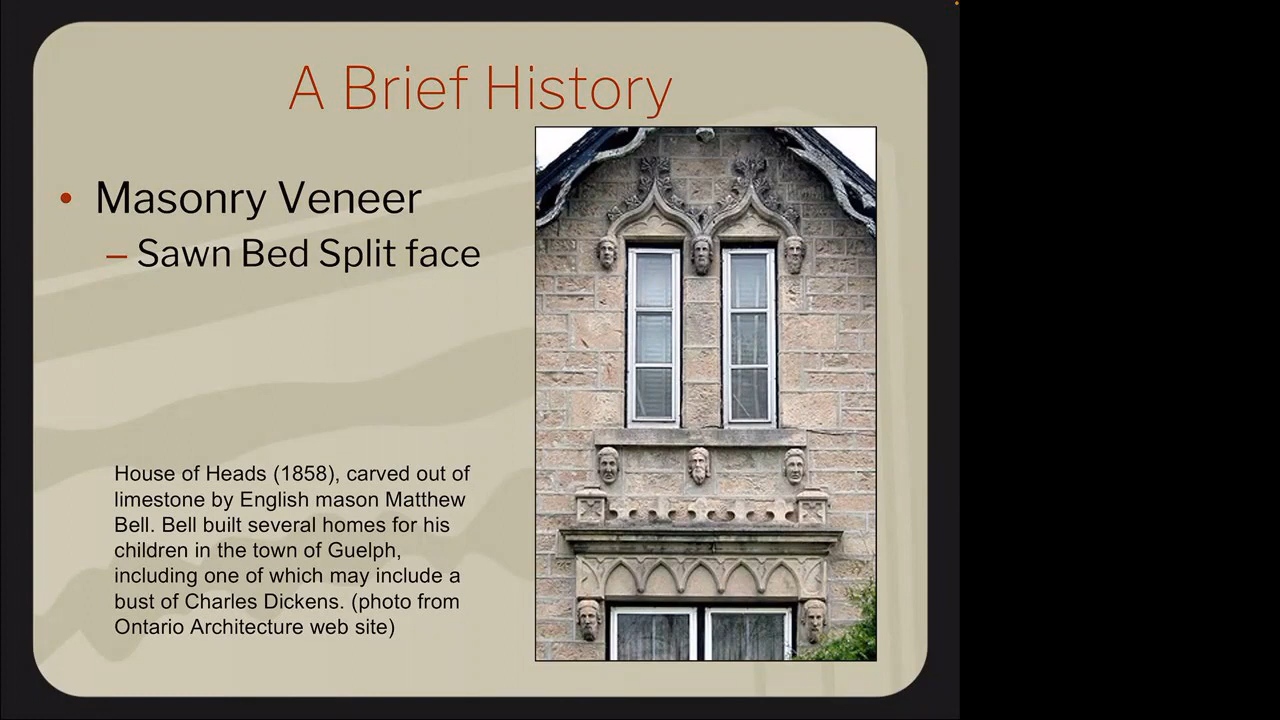 A Brief History
• Masonry Veneer
– Sawn Bed Split face
House of Heads (1858), carved out of
limestone by English mason Matthew
Bell. Bell built several homes for his
children in the town of Guelph,
including one of which may include a
bust of Charles Dickens. (photo from
Ontario Architecture web site)